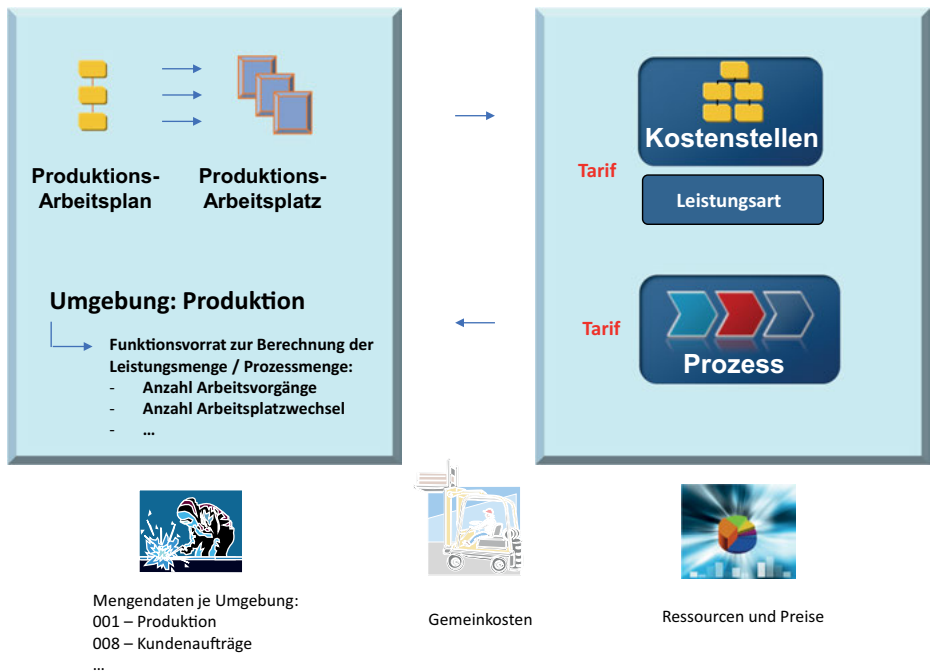 Produktions-
Arbeitsplan
Produktions-
Arbeitsplatz
Umgebung: Produktion
Funktionsvorrat zur Berechnung der
Leistungsmenge / Prozessmenge:
- Anzahl Arbeitsvorgänge
- Anzahl Arbeitsplatzwechsel
- ...
Kostenstellen
Tarif
Leistungsart
Tarif
Prozess
Mengendaten je Umgebung:
001 – Produktion
008 – Kundenaufträge
...
Gemeinkosten
Ressourcen und Preise